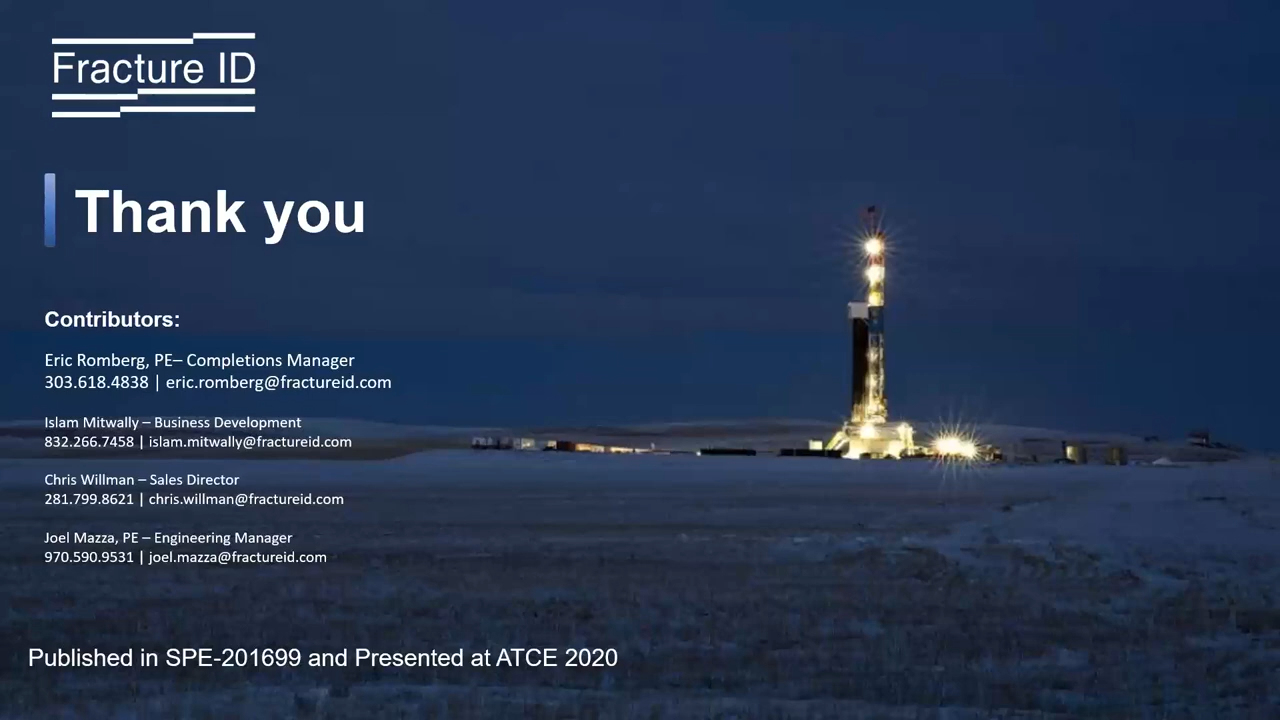 Fracture ID
Thank you
Contributors:
Eric Romberg, PE– Completions Manager
303.618.4838 | eric.romberg@fractureid.com
Islam Mitwally – Business Development
832.266.7458 | islam.mitwally@fractureid.com
Chris Willman – Sales Director
281.799.8621 | chris.willman@fractureid.com
Joel Mazza, PE – Engineering Manager
970.590.9531 | joel.mazza@fractureid.com
Published in SPE-201699 and Presented at ATCE 2020